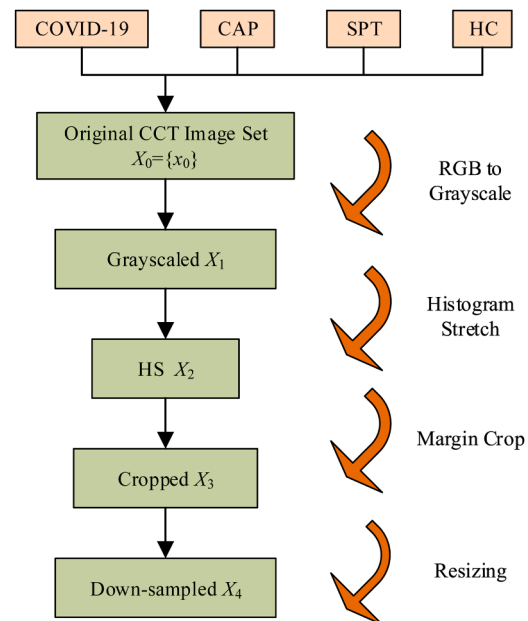 COVID-19 CAP SPT HC
Original CCT Image Set
X₀={x₀}
RGB to
Grayscale
Grayscaled X₁
Histogram
Stretch
HS X₂
Margin Crop
Cropped X₃
Resizing
Down-sampled X₄